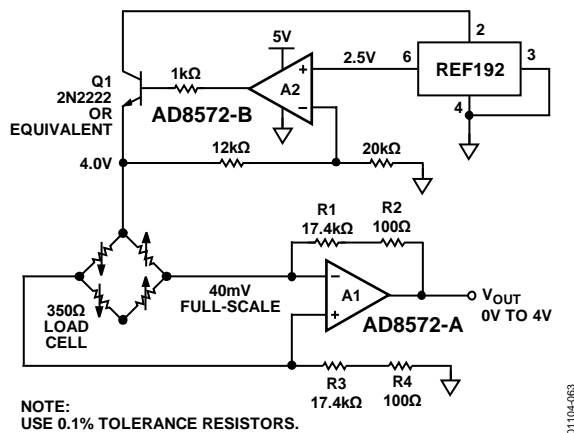 2
5V
Q1
2N2222
OR
EQUIVALENT
1kΩ
A2
+
−
2.5V
6
REF192
3
4
AD8572-B
4.0V
12kΩ
20kΩ
R1
17.4kΩ
R2
100Ω
350Ω
LOAD
CELL
40mV
FULL-SCALE
−
A1
+
AD8572-A
VOUT
0V TO 4V
R3
17.4kΩ
R4
100Ω
NOTE:
USE 0.1% TOLERANCE RESISTORS.
01104-063